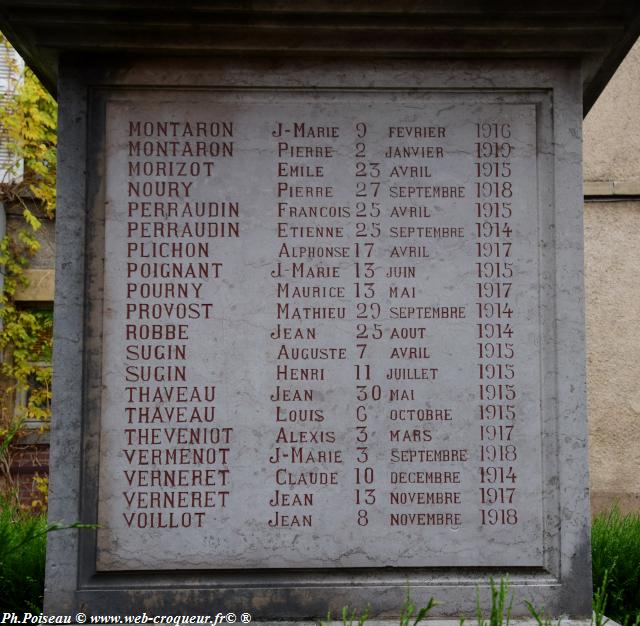 MONTARON J-MARIE 9 FEVRIER 1916
MONTARON PIERRE 2 JANVIER 1919
MORIZOT EMILE 23 AVRIL 1915
NOURY PIERRE 27 SEPTEMBRE 1918
PERRAUDIN FRANCOIS 25 AVRIL 1915
PERRAUDIN ETIENNE 25 SEPTEMBRE 1914
PLICHON ALPHONSE 17 AVRIL 1917
POIGNANT J-MARIE 13 JUIN 1915
POURNY MAURICE 13 MAI 1917
PROVOST MATHIEU 29 SEPTEMBRE 1914
ROBBE JEAN 25 AOUT 1914
SUGIN AUGUSTE 7 AVRIL 1915
SUGIN HENRI 11 JUILLET 1915
THAVEAU JEAN 30 MAI 1915
THAVEAU LOUIS 6 OCTOBRE 1915
THEVENIOT ALEXIS 3 MARS 1917
VERMENOT J-MARIE 3 SEPTEMBRE 1918
VERNERET CLAUDE 10 DECEMBRE 1914
VERNERET JEAN 13 NOVEMBRE 1917
VOILLOT JEAN 8 NOVEMBRE 1918
Ph.Poiseau © www.web-croqueur.fr©®